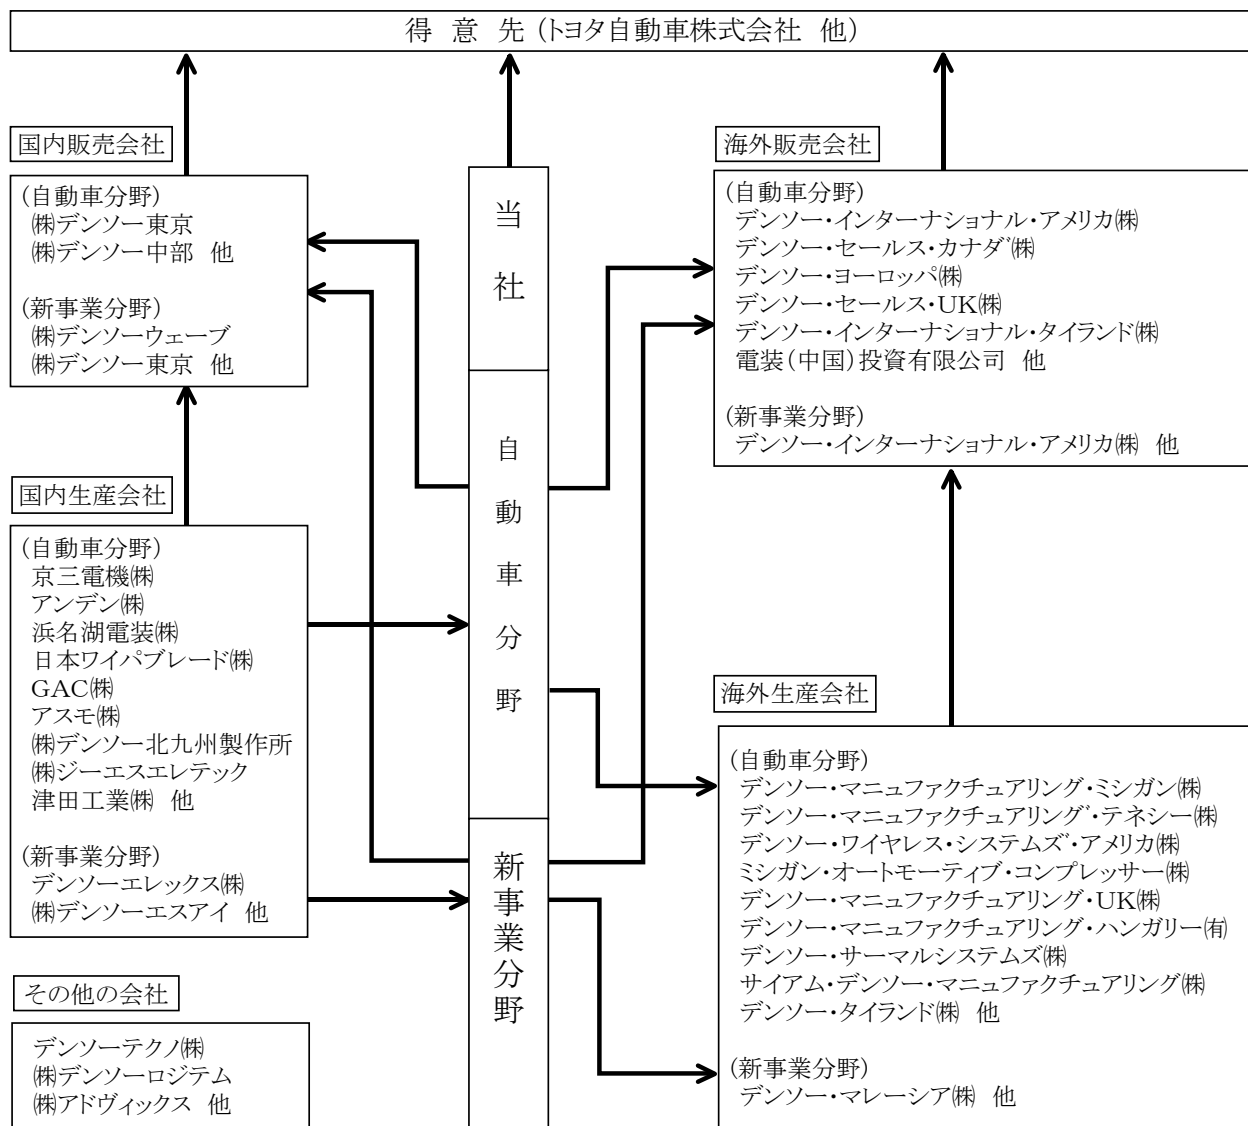 得 意 先 (トヨタ自動車株式会社 他)
国内販売会社
(自動車分野)
㈱デンソー東京
㈱デンソー中部 他
(新事業分野)
㈱デンソーウェーブ
㈱デンソー東京 他
国内生産会社
(自動車分野)
京三電機㈱
アンデン㈱
浜名湖電装㈱
日本ワイパブレード㈱
GAC㈱
アスモ㈱
㈱デンソー北九州製作所
㈱ジーエスエレテック
津田工業㈱ 他
(新事業分野)
デンソーエレックス㈱
㈱デンソーエスアイ 他
その他の会社
デンソーテクノ㈱
㈱デンソーロジテム
㈱アドヴィックス 他
当社
自動車分野
新事業分野
海外販売会社
(自動車分野)
デンソー・インターナショナル・アメリカ㈱
デンソー・セールス・カナダ㈱
デンソー・ヨーロッパ㈱
デンソー・セールス・UK㈱
デンソー・インターナショナル・タイランド㈱
電装(中国)投資有限公司 他
(新事業分野)
デンソー・インターナショナル・アメリカ㈱ 他
海外生産会社
(自動車分野)
デンソー・マニュファクチュアリング・ミシガン㈱
デンソー・マニュファクチュアリング・テネシー㈱
デンソー・ワイヤレス・システムズ・アメリカ㈱
ミシガン・オートモーティブ・コンプレッサー㈱
デンソー・マニュファクチュアリング・UK㈱
デンソー・マニュファクチュアリング・ハンガリー㈲
デンソー・サーマルシステムズ㈱
サイアム・デンソー・マニュファクチュアリング㈱
デンソー・タイランド㈱ 他
(新事業分野)
デンソー・マレーシア㈱ 他